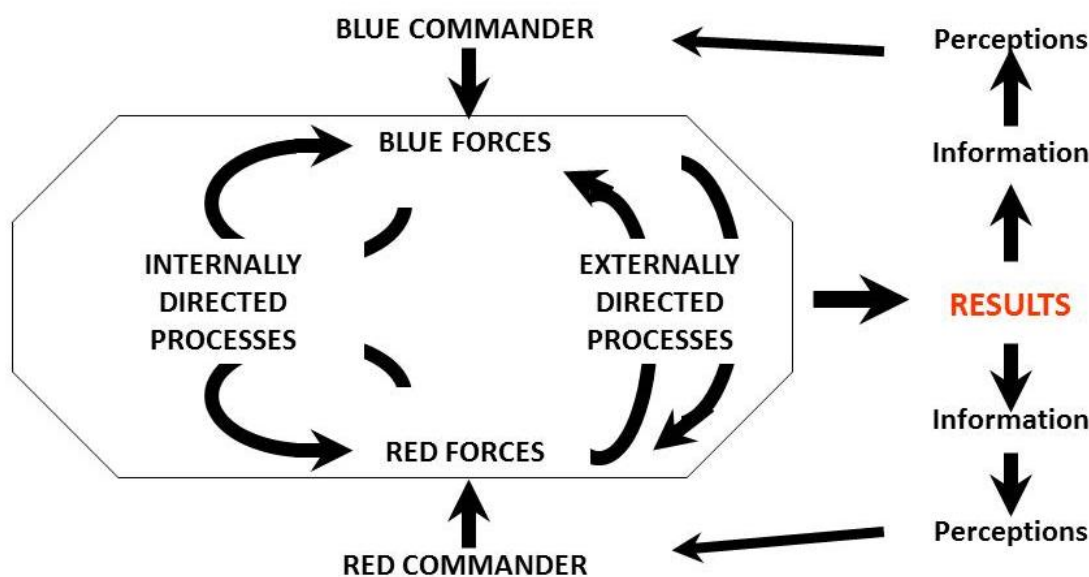 BLUE COMMANDER
Perceptions
BLUE FORCES
Information
INTERNALLY
DIRECTED
PROCESSES
EXTERNALLY
DIRECTED
PROCESSES
RESULTS
Information
RED FORCES
Perceptions
RED COMMANDER